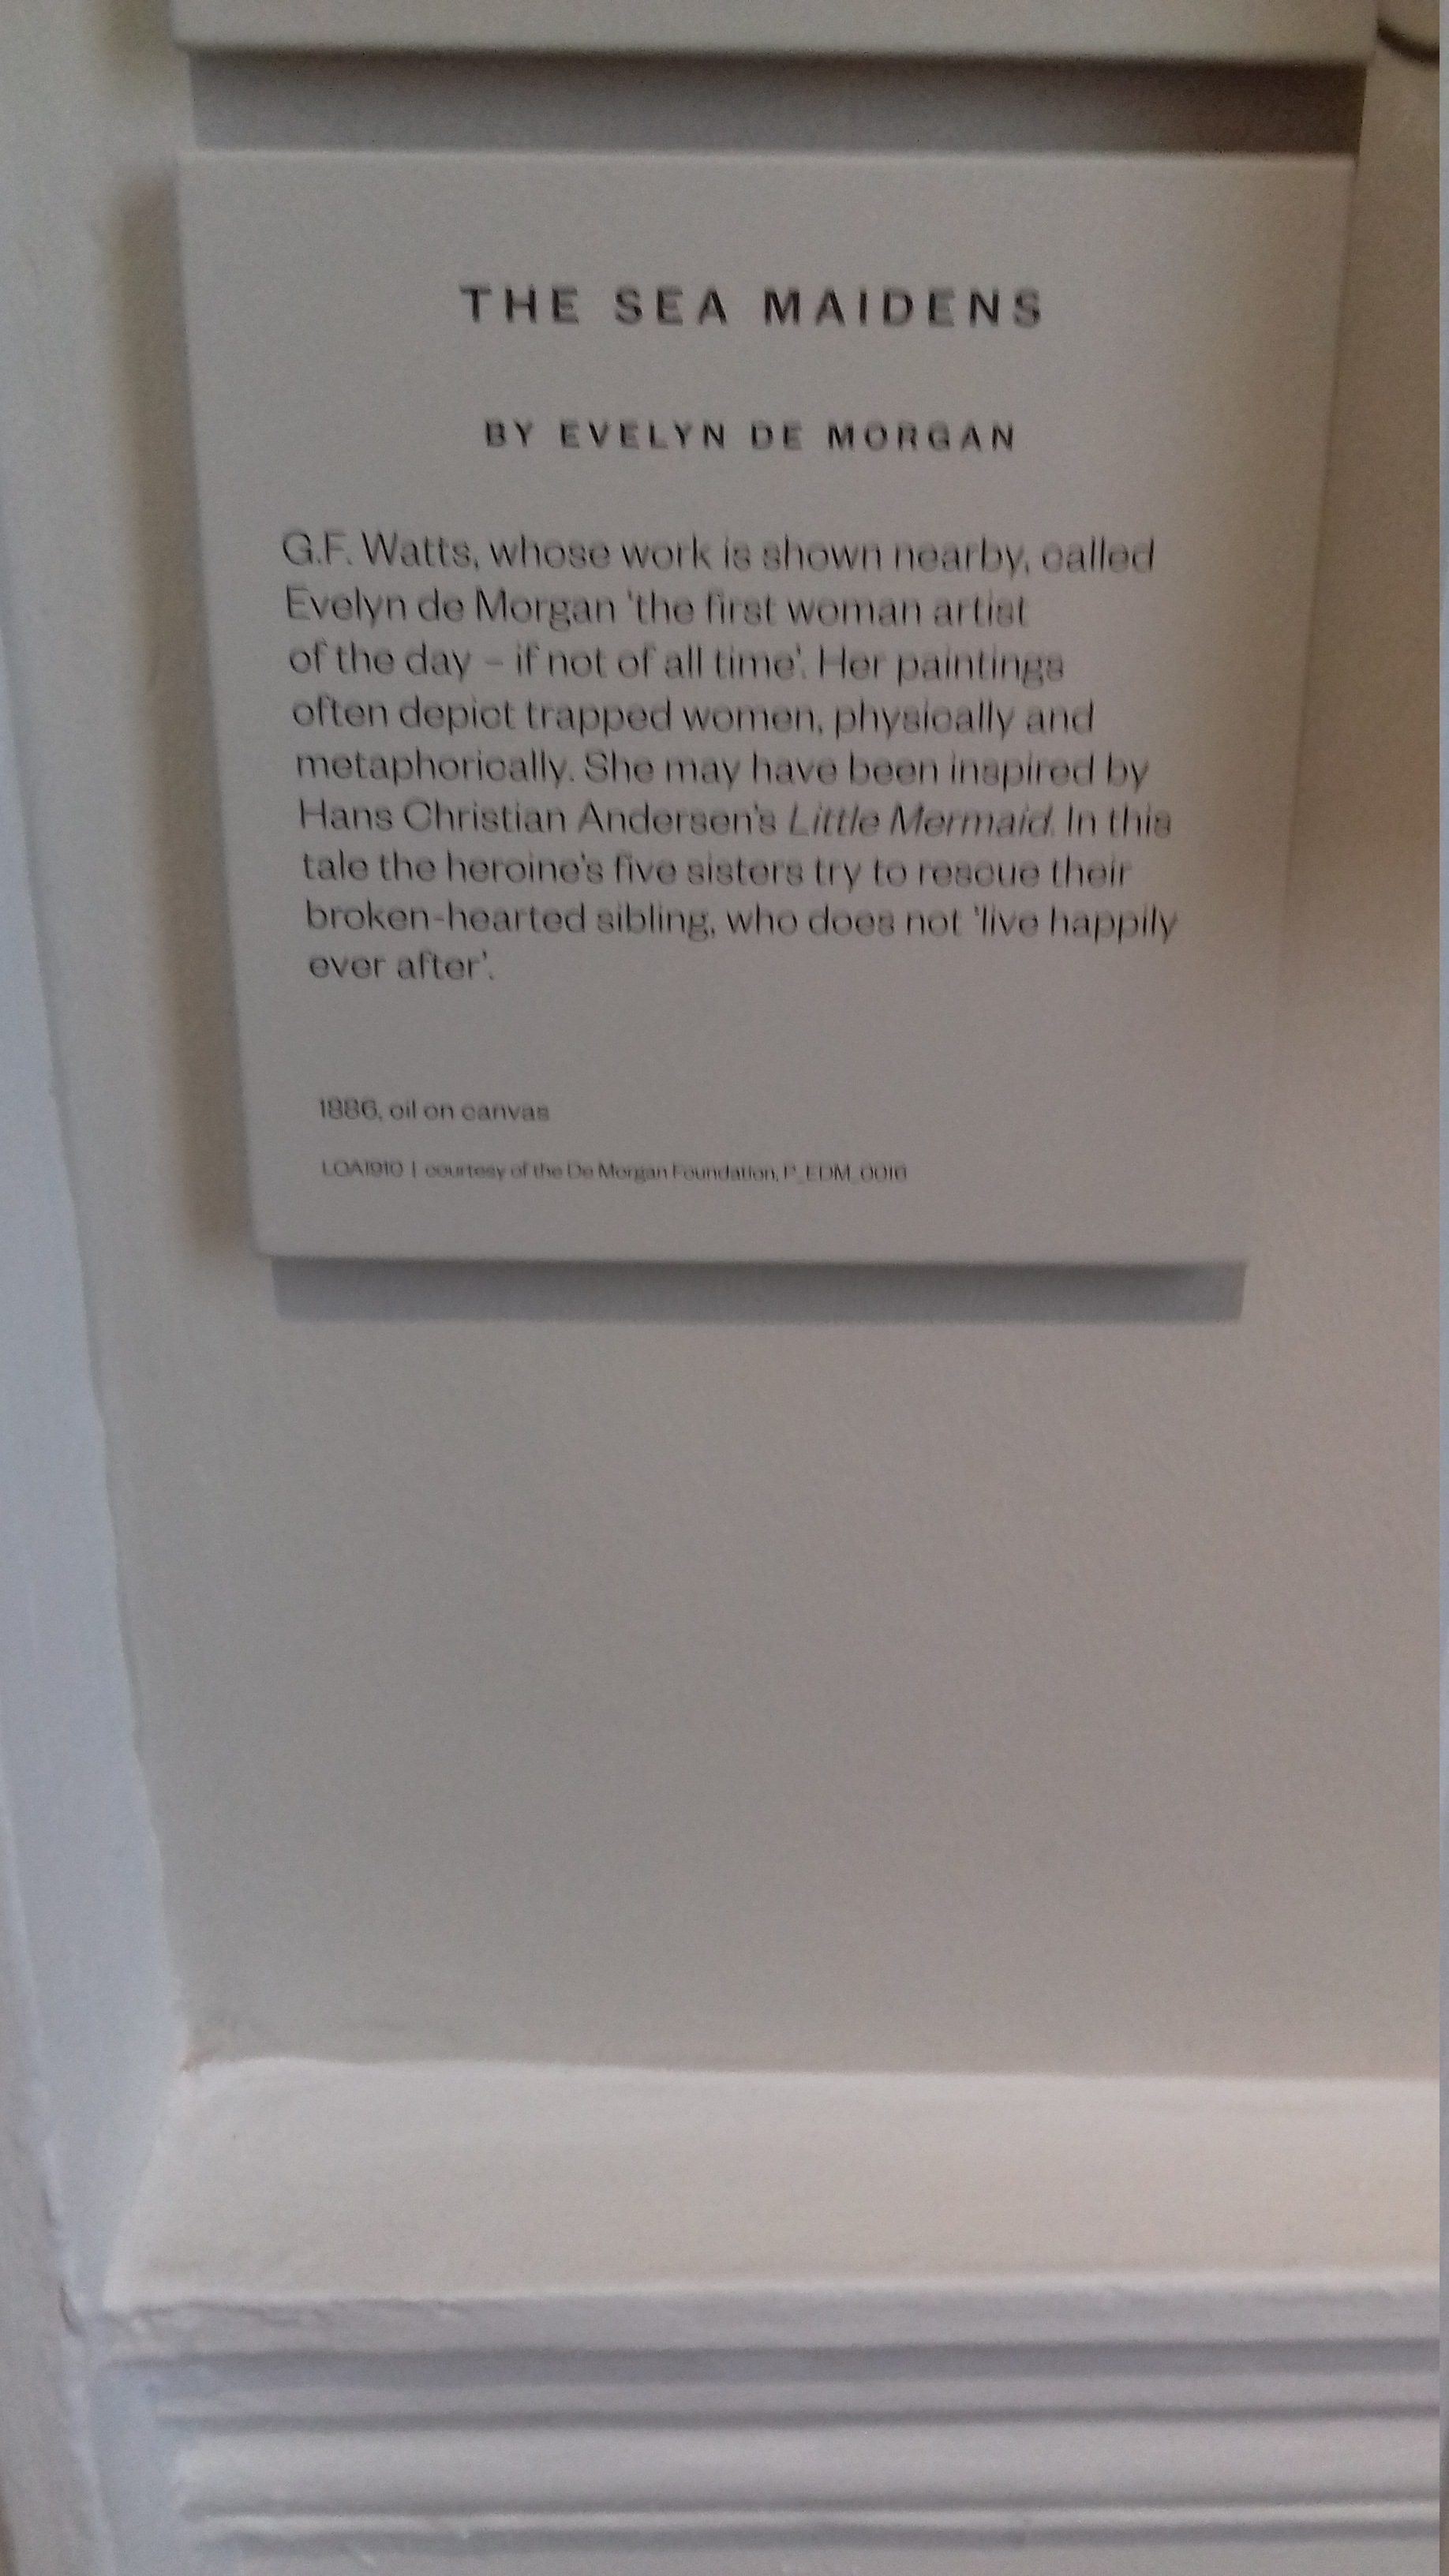 THE SEA MAIDENS
BY EVELYN DE MORGAN
G.F. Watts, whose work is shown nearby, called
Evelyn de Morgan 'the first woman artist
of the day – if not of all time'. Her paintings
often depict trapped women, physically and
metaphorically. She may have been inspired by
Hans Christian Andersen's Little Mermaid. In this
tale the heroine's five sisters try to rescue their
broken-hearted sibling, who does not 'live happily
ever after'.
1886, oil on canvas
LOA1910 | courtesy of the De Morgan Foundation, P_EDM_0016